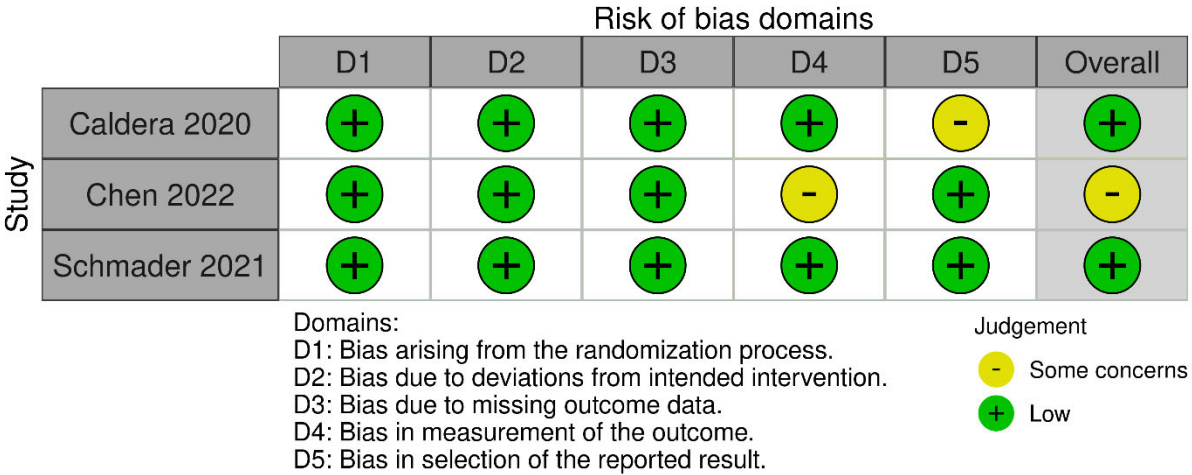 Risk of bias domains
D1 D2 D3 D4 D5 Overall
Study
Caldera 2020 + + + + - +
Chen 2022 + + + - + -
Schmader 2021 + + + + + +
Domains:
D1: Bias arising from the randomization process.
D2: Bias due to deviations from intended intervention.
D3: Bias due to missing outcome data.
D4: Bias in measurement of the outcome.
D5: Bias in selection of the reported result.
Judgement
- Some concerns
+ Low